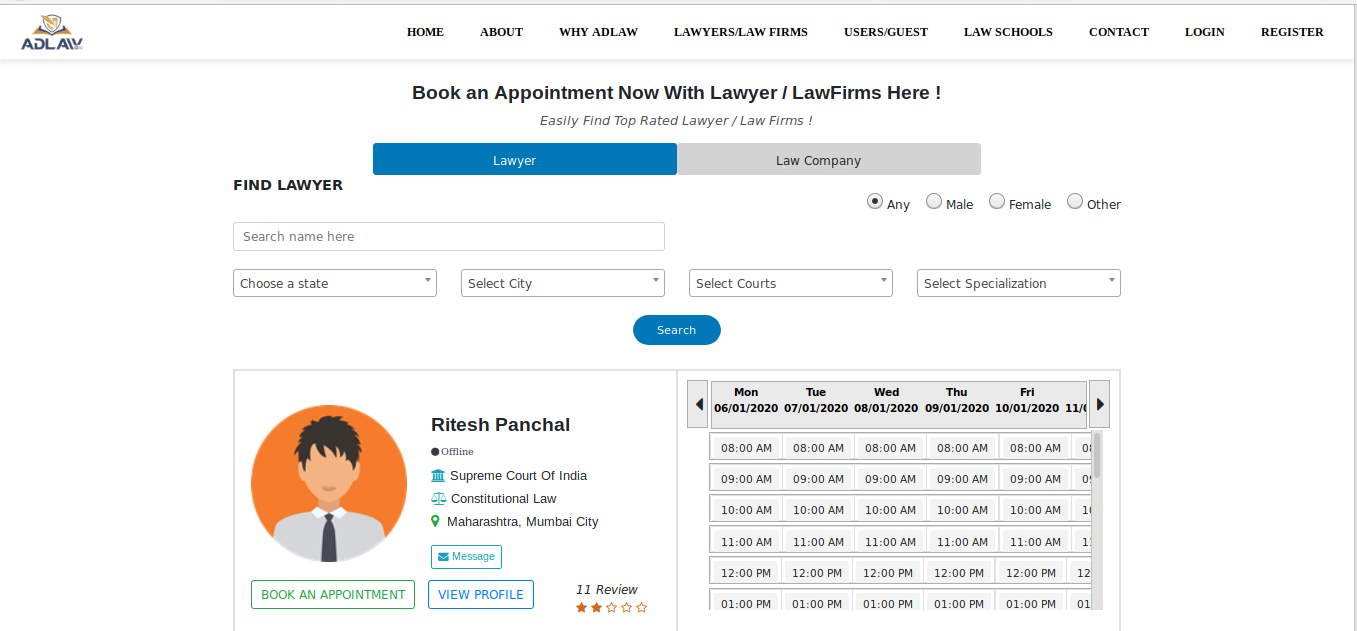 ADLAW
HOME ABOUT WHY ADLAW LAWYERS/LAW FIRMS USERS/GUEST LAW SCHOOLS CONTACT LOGIN REGISTER
Book an Appointment Now With Lawyer / LawFirms Here !
Easily Find Top Rated Lawyer / Law Firms !
Lawyer Law Company
FIND LAWYER
Any Male Female Other
Search name here
Choose a state Select City Select Courts Select Specialization
Search
Ritesh Panchal
Offline
Supreme Court Of India
Constitutional Law
Maharashtra, Mumbai City
Message
BOOK AN APPOINTMENT VIEW PROFILE
11 Review
Mon Tue Wed Thu Fri
06/01/2020 07/01/2020 08/01/2020 09/01/2020 10/01/2020 11/0
08:00 AM 08:00 AM 08:00 AM 08:00 AM 08:00 AM 08
09:00 AM 09:00 AM 09:00 AM 09:00 AM 09:00 AM 09
10:00 AM 10:00 AM 10:00 AM 10:00 AM 10:00 AM 10
11:00 AM 11:00 AM 11:00 AM 11:00 AM 11:00 AM 11
12:00 PM 12:00 PM 12:00 PM 12:00 PM 12:00 PM 12
01:00 PM 01:00 PM 01:00 PM 01:00 PM 01:00 PM 01